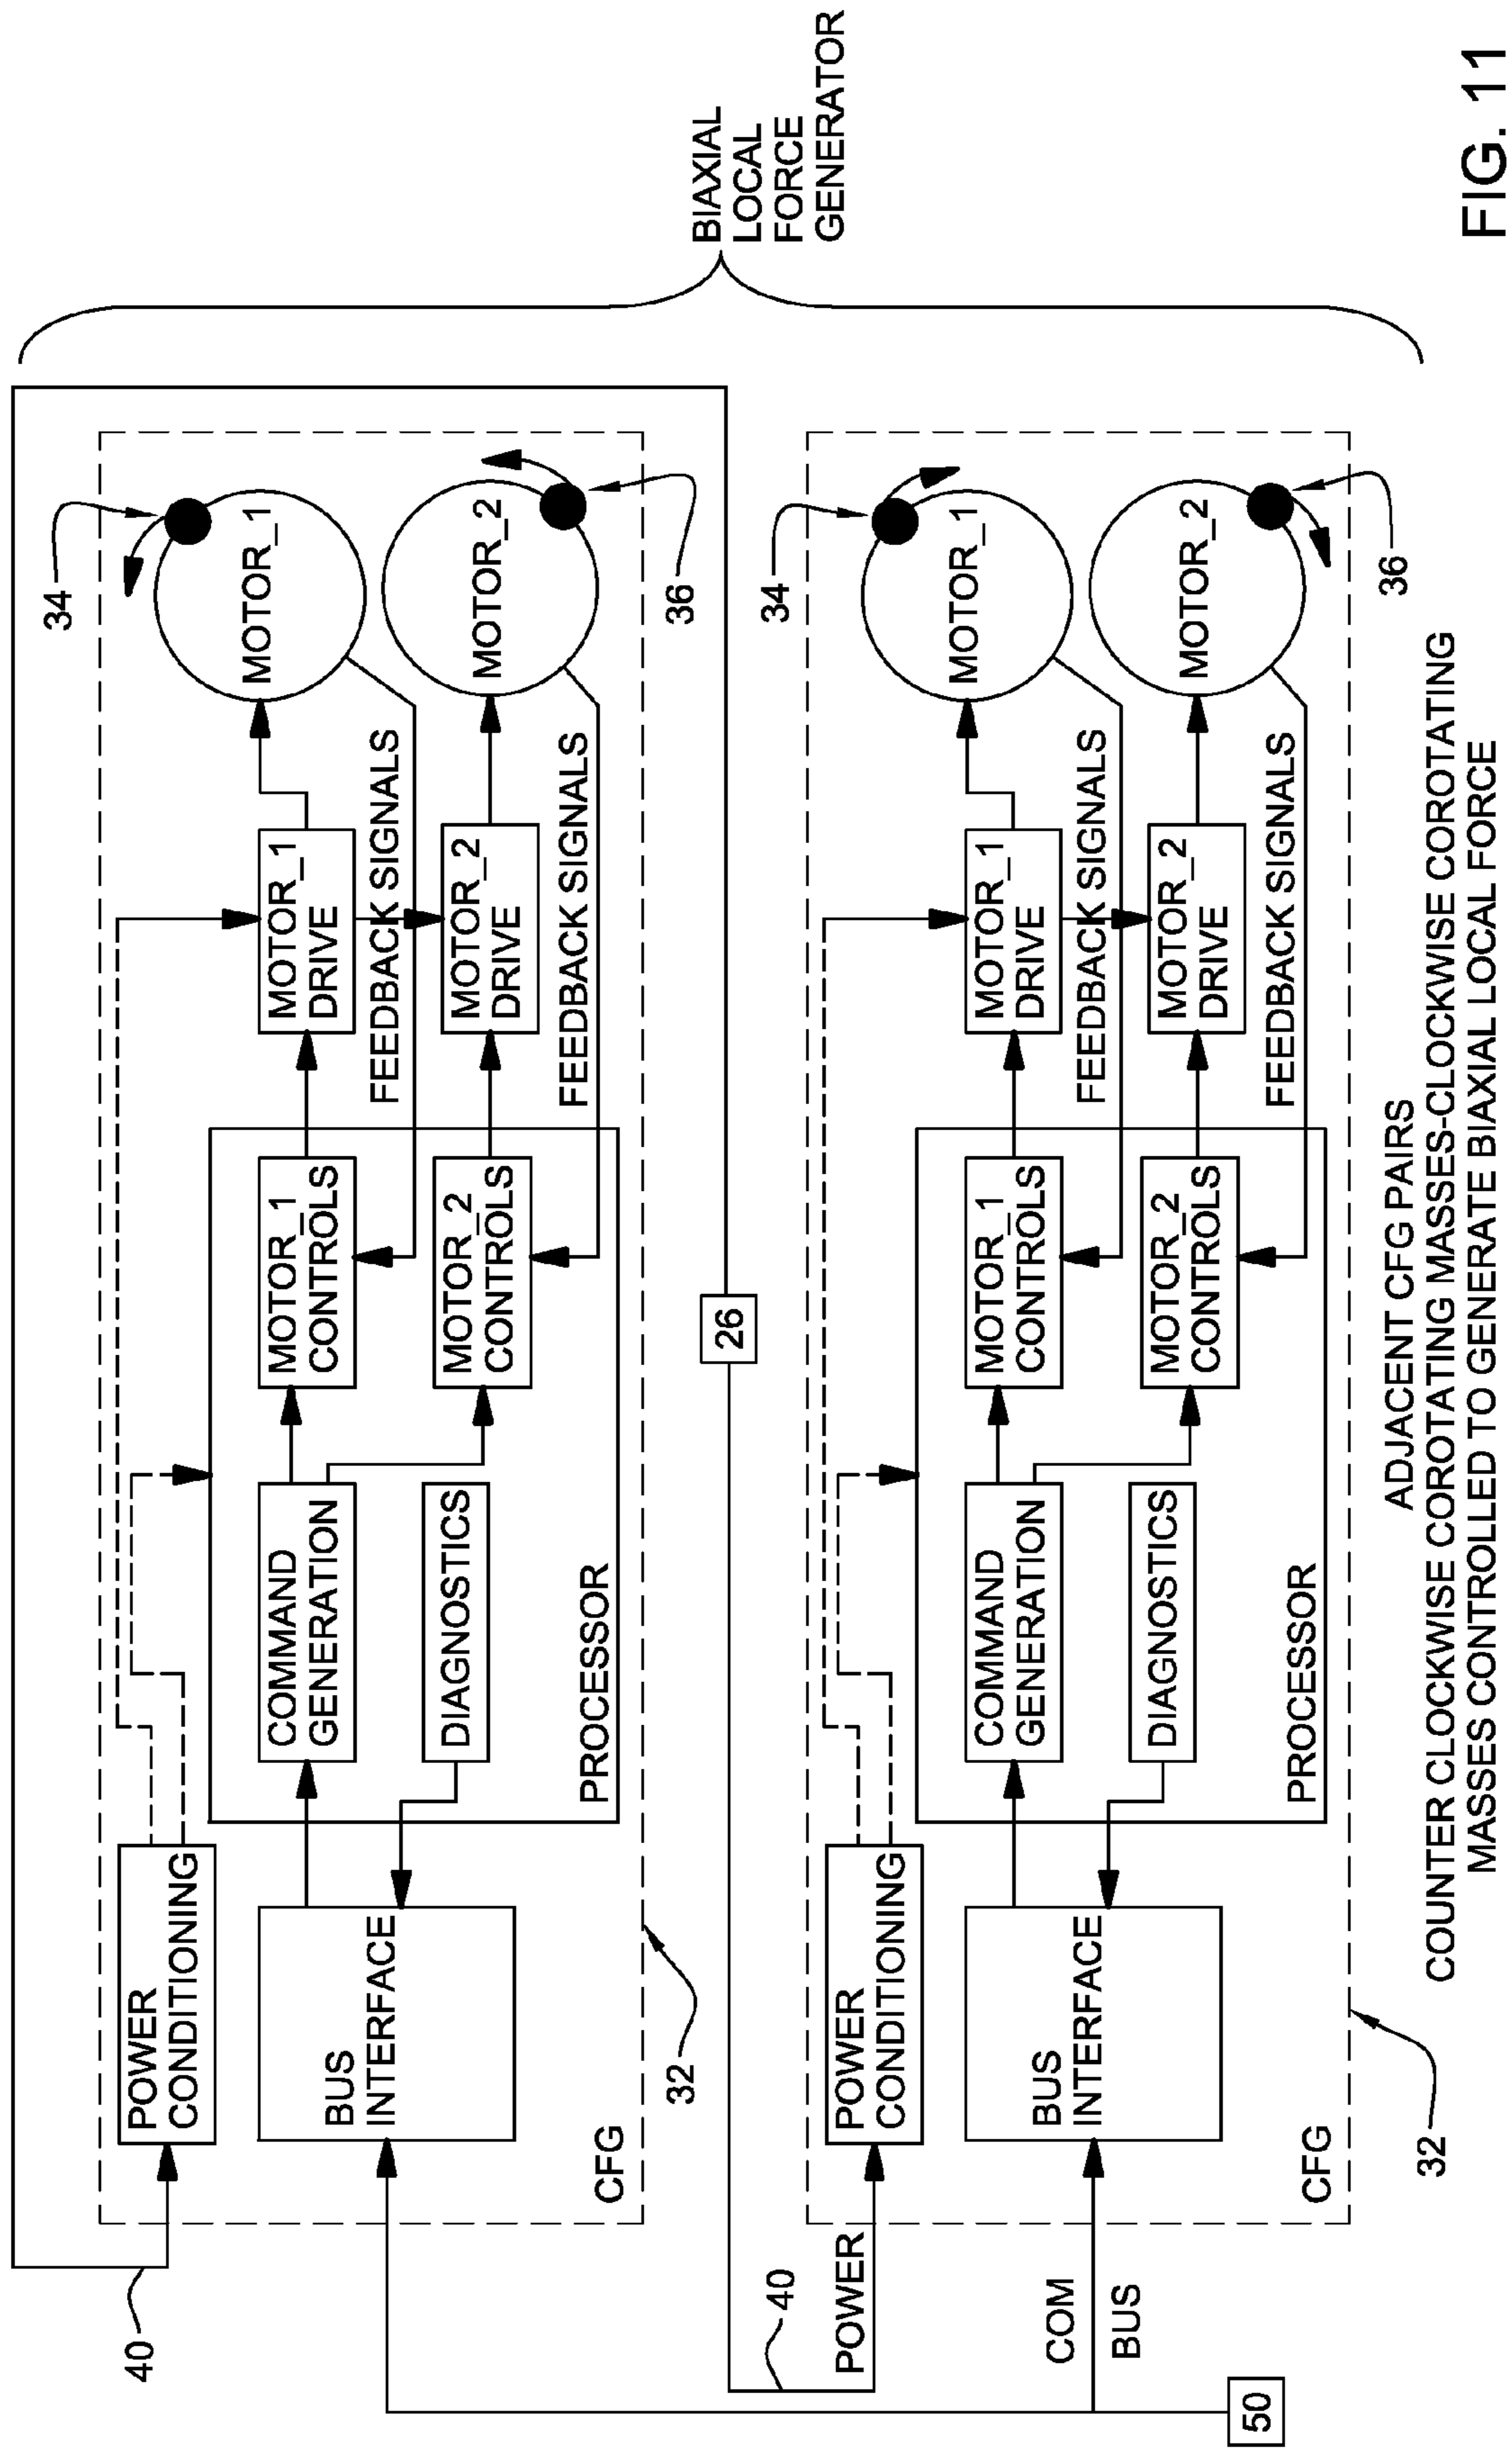 40
POWER
CONDITIONING
BUS
INTERFACE
CFG
32
COMMAND
GENERATION
DIAGNOSTICS
PROCESSOR
MOTOR_1
CONTROLS
MOTOR_2
CONTROLS
MOTOR_1
DRIVE
FEEDBACK SIGNALS
MOTOR_2
DRIVE
FEEDBACK SIGNALS
MOTOR_1
34
MOTOR_2
36
26
BIAXIAL
LOCAL
FORCE
GENERATOR
40
POWER
COM
BUS
50
POWER
CONDITIONING
BUS
INTERFACE
CFG
32
COMMAND
GENERATION
DIAGNOSTICS
PROCESSOR
MOTOR_1
CONTROLS
MOTOR_2
CONTROLS
MOTOR_1
DRIVE
FEEDBACK SIGNALS
MOTOR_2
DRIVE
FEEDBACK SIGNALS
MOTOR_1
34
MOTOR_2
36
ADJACENT CFG PAIRS
COUNTER CLOCKWISE COROTATING MASSES-CLOCKWISE COROTATING
MASSES CONTROLLED TO GENERATE BIAXIAL LOCAL FORCE
FIG. 11